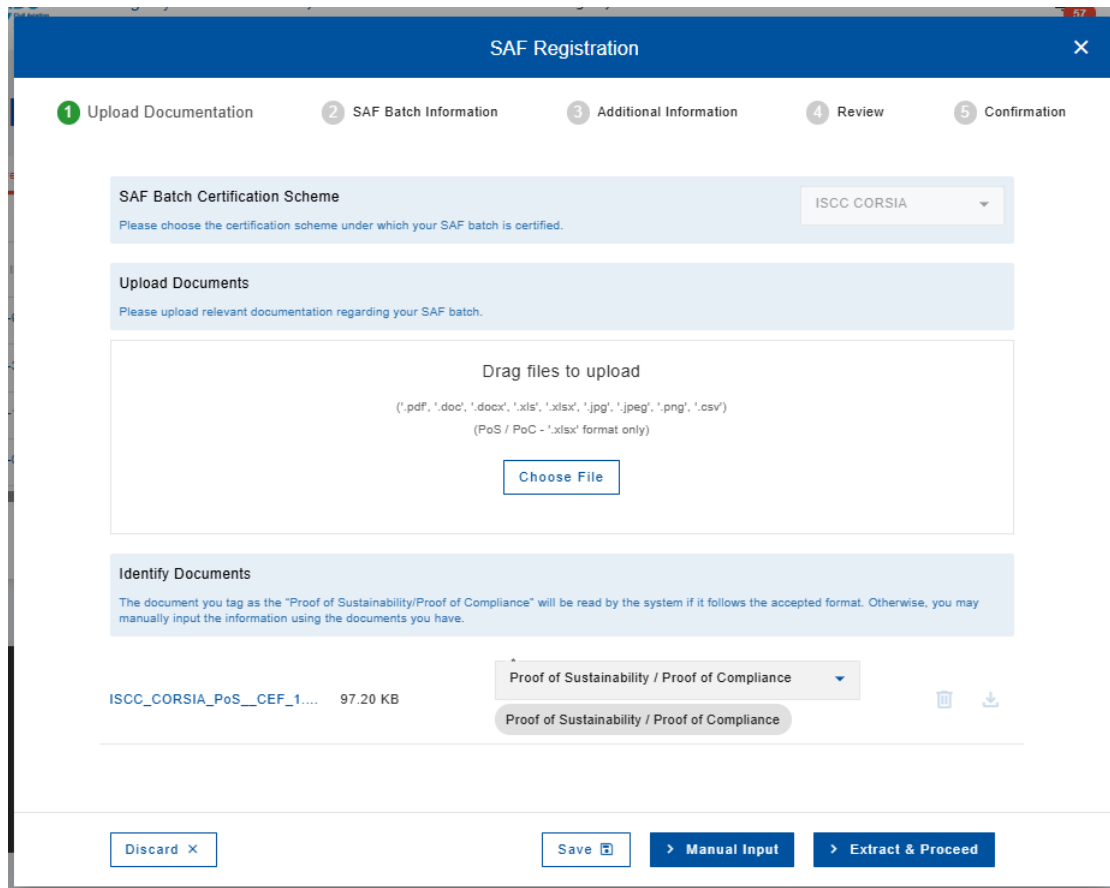 57
SAF Registration
1 Upload Documentation
2 SAF Batch Information
3 Additional Information
4 Review
5 Confirmation
SAF Batch Certification Scheme
ISCC CORSIA
Please choose the certification scheme under which your SAF batch is certified.
Upload Documents
Please upload relevant documentation regarding your SAF batch.
Drag files to upload
('.pdf', '.doc', '.docx', '.xls', '.xlsx', '.jpg', '.jpeg', '.png', '.csv')
(PoS / PoC - '.xlsx' format only)
Choose File
Identify Documents
The document you tag as the “Proof of Sustainability/Proof of Compliance” will be read by the system if it follows the accepted format. Otherwise, you may
manually input the information using the documents you have.
ISCC_CORSIA_PoS__CEF_1.... 97.20 KB
Proof of Sustainability / Proof of Compliance
Proof of Sustainability / Proof of Compliance
Discard
Save
Manual Input
Extract & Proceed